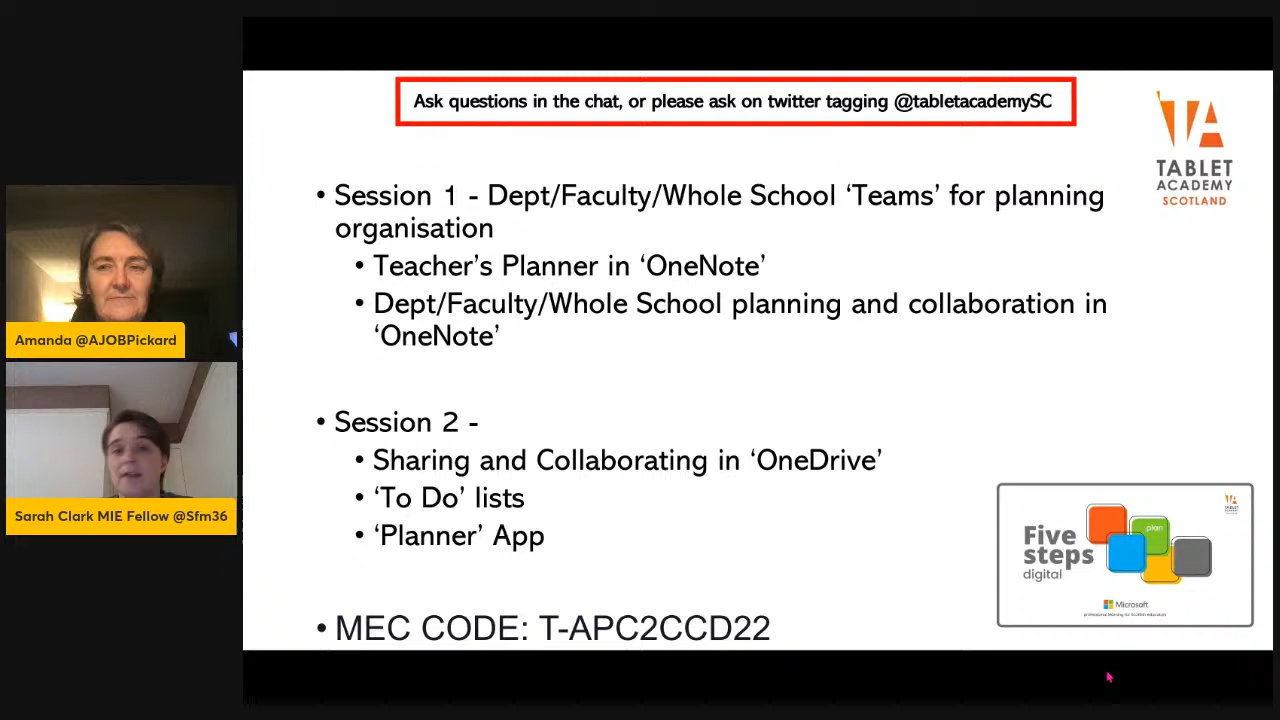 Ask questions in the chat, or please ask on twitter tagging @tabletacademySC
TABLET
ACADEMY
SCOTLAND
• Session 1 - Dept/Faculty/Whole School ‘Teams’ for planning
organisation
• Teacher’s Planner in ‘OneNote’
• Dept/Faculty/Whole School planning and collaboration in
‘OneNote’
• Session 2 -
• Sharing and Collaborating in ‘OneDrive’
• ‘To Do’ lists
• ‘Planner’ App
• MEC CODE: T-APC2CCD22
Amanda @AJOBPickard
Sarah Clark MIE Fellow @Sfm36
Five
steps
digital
plan
Microsoft